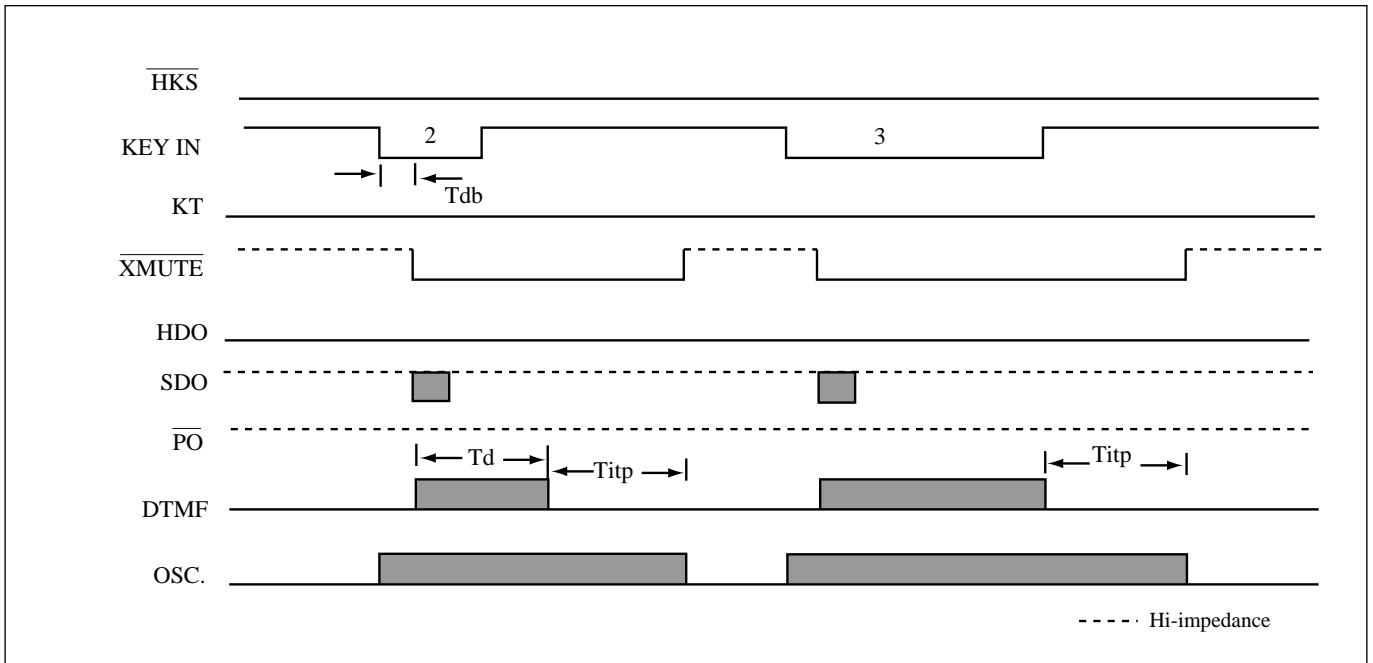 HKS
KEY IN
2
3
Tdb
KT
XMUTE
HDO
SDO
PO
Td
Titp
Titp
DTMF
OSC.
Hi-impedance